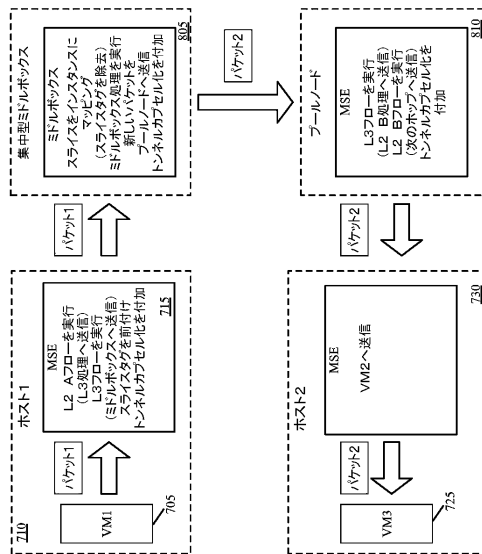 ホスト1
710
VM1
705
パケット1
MSE
L2 Aフローを実行
(L3処理へ送信)
L3フローを実行
(ミドルボックスへ送信)
スライスタグを前付け
トンネルカプセル化を付加
715
パケット1
集中型ミドルボックス
ミドルボックス
スライスをインスタンスに
マッピング
(スライスタグを除去)
ミドルボックス処理を実行
新しいパケットを
プールノードへ送信
トンネルカプセル化を付加
805
パケット2
プールノード
MSE
L3フローを実行
(L2 B処理へ送信)
L2 Bフローを実行
(次のホップへ送信)
トンネルカプセル化を
付加
810
パケット2
ホスト2
MSE
VM2へ送信
730
パケット2
VM3
725